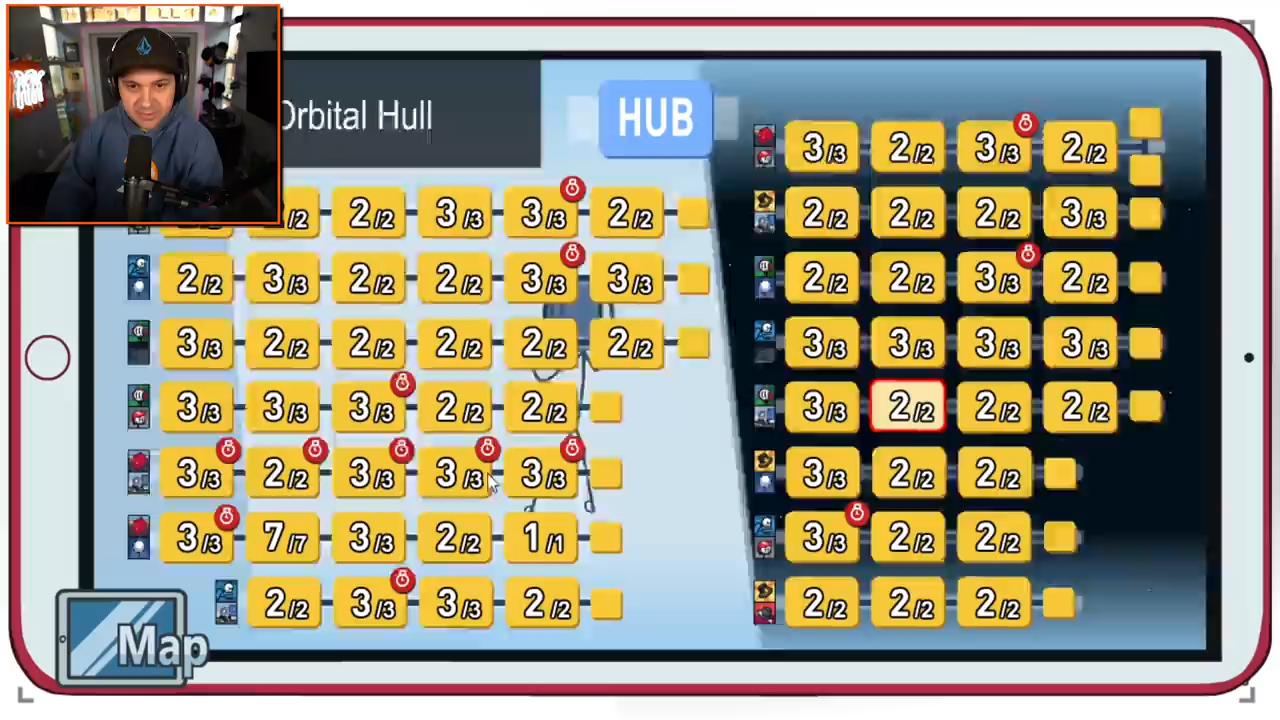 Orbital Hull
HUB
3/3 2/2 3/3 2/2
/2 2/2 3/3 3/3 2/2
2/2 2/2 2/2 3/3
2/2 3/3 2/2 2/2 3/3 3/3
2/2 2/2 3/3 2/2
3/3 2/2 2/2 2/2 2/2 2/2
3/3 3/3 3/3 3/3
3/3 3/3 3/3 2/2 2/2
3/3 2/2 2/2 2/2
3/3 2/2 3/3 3/3 3/3
3/3 2/2 2/2
3/3 7/7 3/3 2/2 1/1
3/3 2/2 2/2
2/2 3/3 3/3 2/2
2/2 2/2 2/2
Map